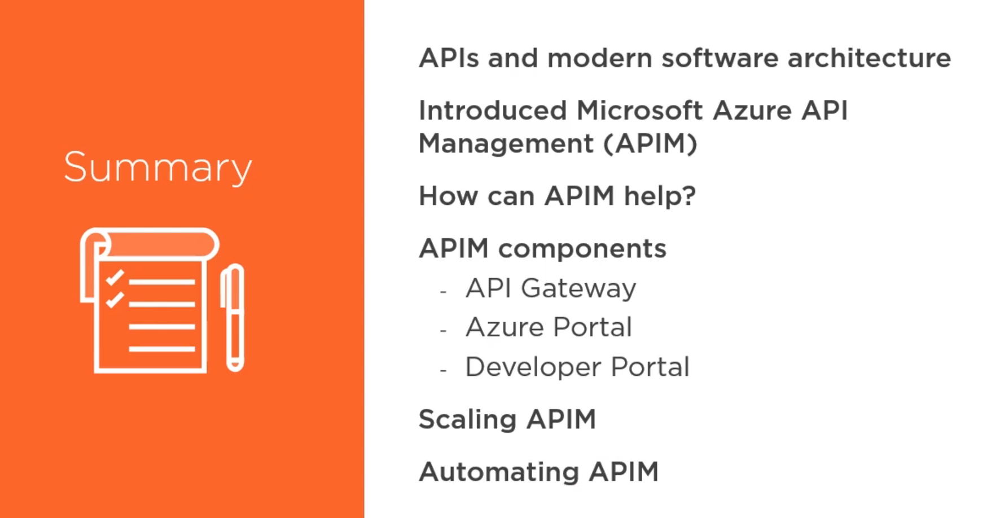 Summary
APIs and modern software architecture
Introduced Microsoft Azure API
Management (APIM)
How can APIM help?
APIM components
- API Gateway
- Azure Portal
- Developer Portal
Scaling APIM
Automating APIM